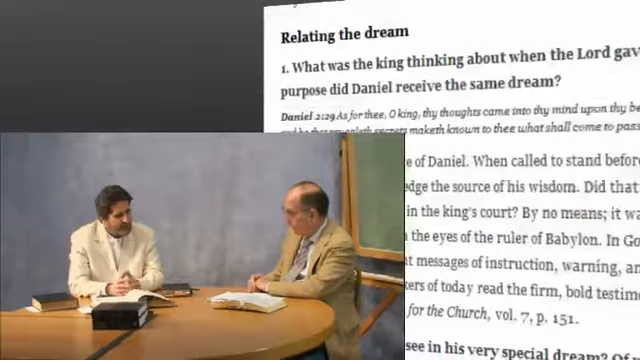 Relating the dream
1. What was the king thinking about when the Lord gav
purpose did Daniel receive the same dream?
Daniel 2:29 As for thee, O king, thy thoughts came into thy mind upon thy be
secrets maketh known to thee what shall come to pass
e of Daniel. When called to stand before
edge the source of his wisdom. Did that
in the king's court? By no means; it wa
the eyes of the ruler of Babylon. In Go
t messages of instruction, warning, an
kers of today read the firm, bold testim
for the Church, vol. 7, p. 151.
see in his very special dream? Of